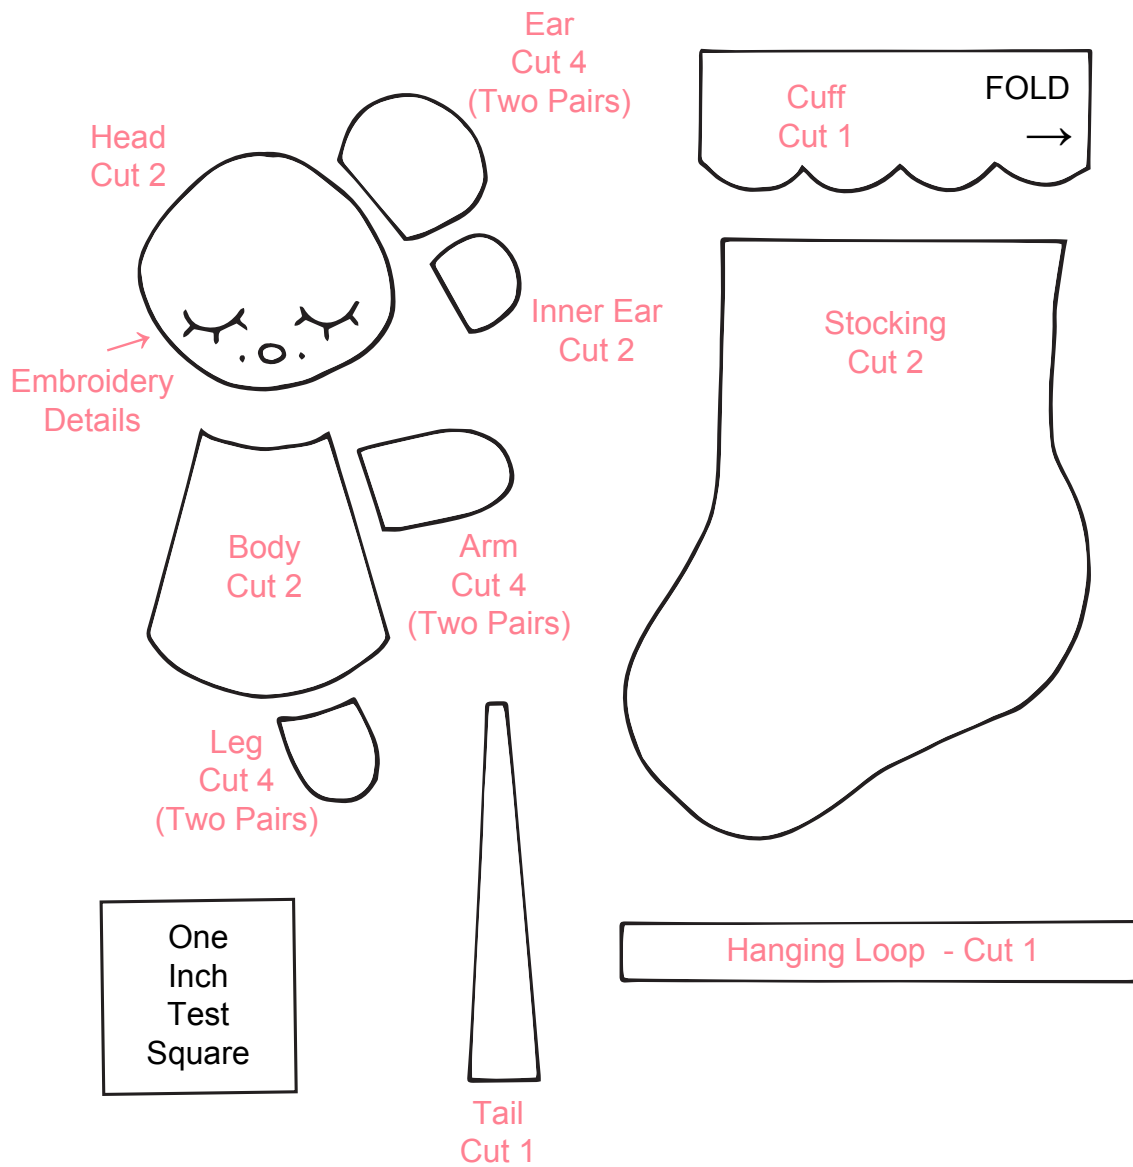 Ear
Cut 4
(Two Pairs)
Head
Cut 2
Cuff
Cut 1
FOLD
→
Inner Ear
Cut 2
Stocking
Cut 2
Embroidery
Details
Body
Cut 2
Arm
Cut 4
(Two Pairs)
Leg
Cut 4
(Two Pairs)
One
Inch
Test
Square
Hanging Loop  - Cut 1
Tail
Cut 1